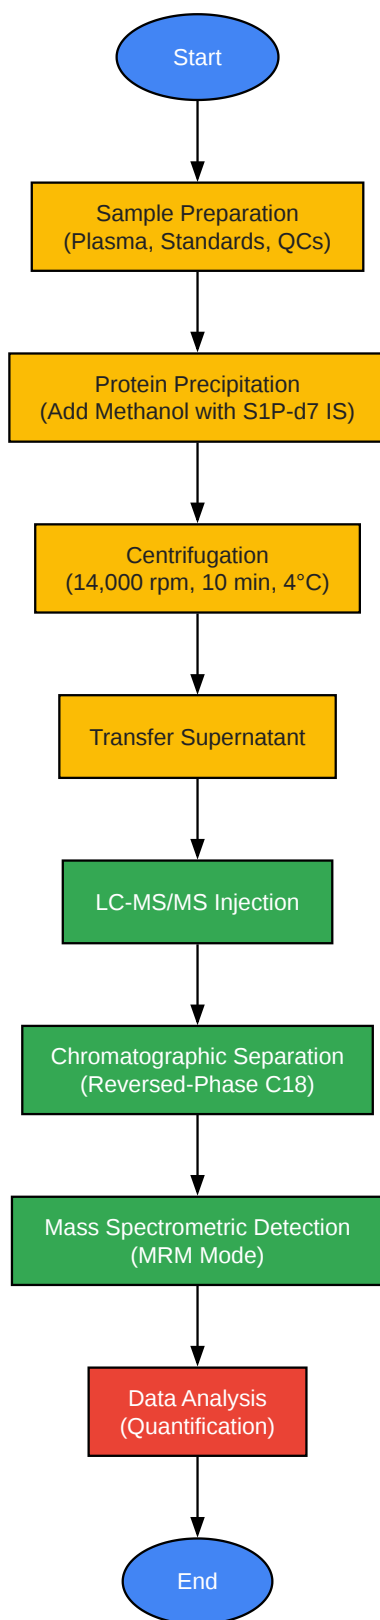 Start
Sample Preparation
(Plasma, Standards, QCs)
Protein Precipitation
(Add Methanol with S1P-d7 IS)
Centrifugation
(14,000 rpm, 10 min, 4°C)
Transfer Supernatant
LC-MS/MS Injection
Chromatographic Separation
(Reversed-Phase C18)
Mass Spectrometric Detection
(MRM Mode)
Data Analysis
(Quantification)
End